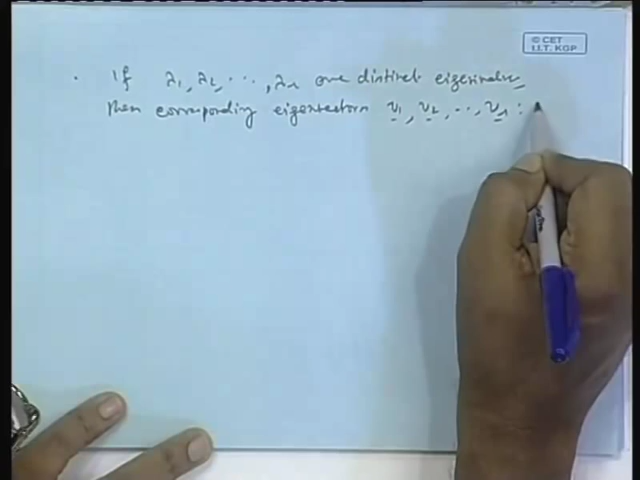 © CET
I.I.T. KGP
· If λ1, λ2, ..., λn are distinct eigenvalues,
then corresponding eigenvectors v1, v2, ..., vn :